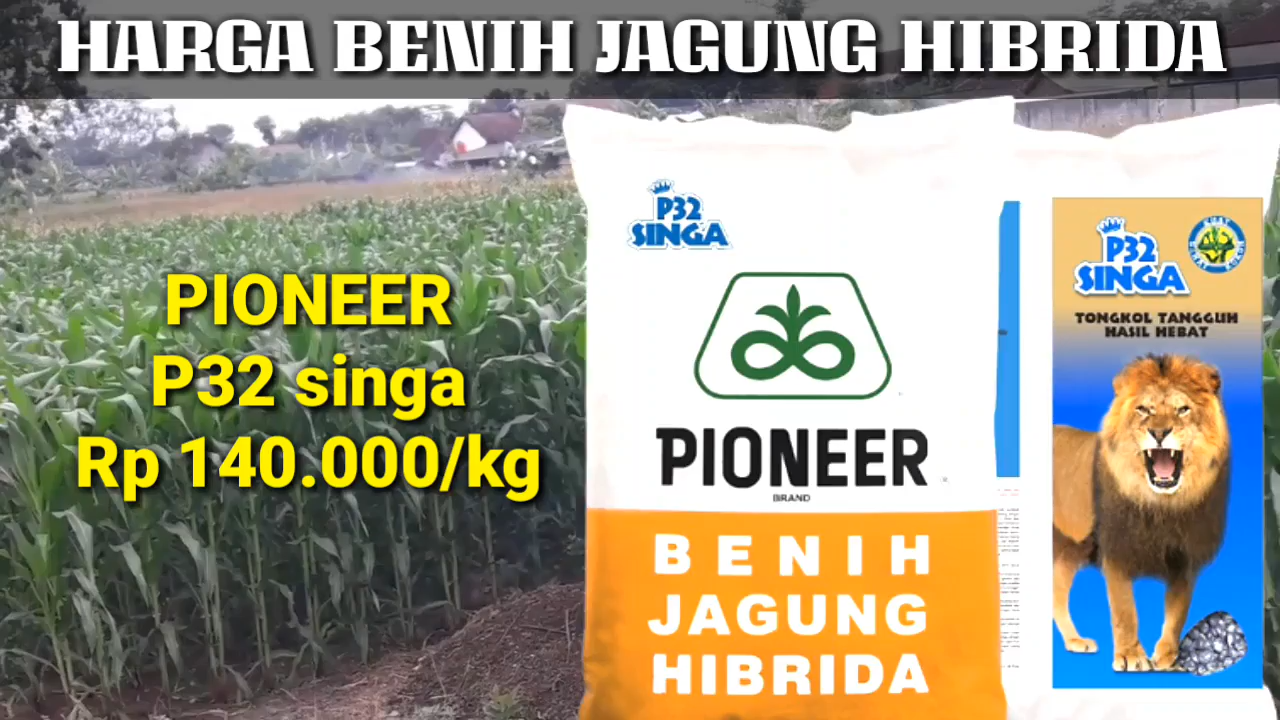 HARGA BENIH JAGUNG HIBRIDA
PIONEER
P32 singa
Rp 140.000/kg
P32
SINGA
PIONEER
BRAND
BENIH
JAGUNG
HIBRIDA
P32
SINGA
TONGKOL TANGGUH
HASIL HEBAT